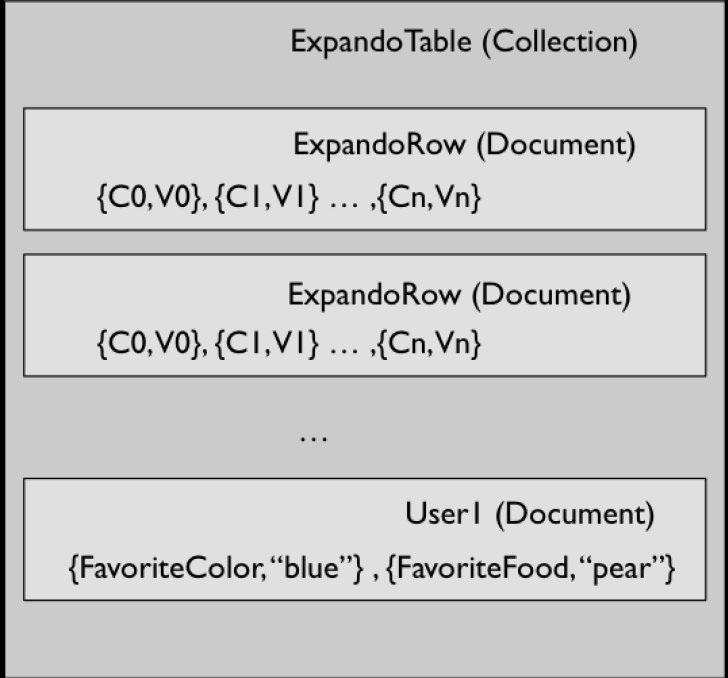 ExpandoTable (Collection)
ExpandoRow (Document)
{C0,V0}, {C1,V1} … ,{Cn,Vn}
ExpandoRow (Document)
{C0,V0}, {C1,V1} … ,{Cn,Vn}
…
User1 (Document)
{FavoriteColor,“blue”} , {FavoriteFood,“pear”}